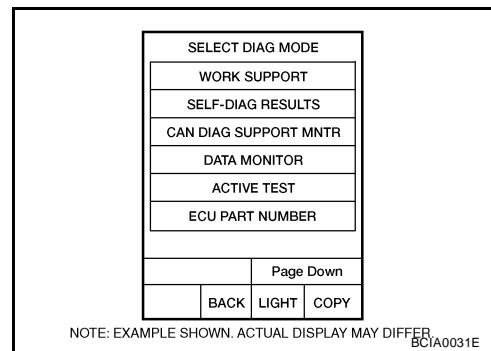 SELECT DIAG MODE
WORK SUPPORT
SELF-DIAG RESULTS
CAN DIAG SUPPORT MNTR
DATA MONITOR
ACTIVE TEST
ECU PART NUMBER
Page Down
BACK LIGHT COPY
NOTE: EXAMPLE SHOWN. ACTUAL DISPLAY MAY DIFFER.
BCIA0031E